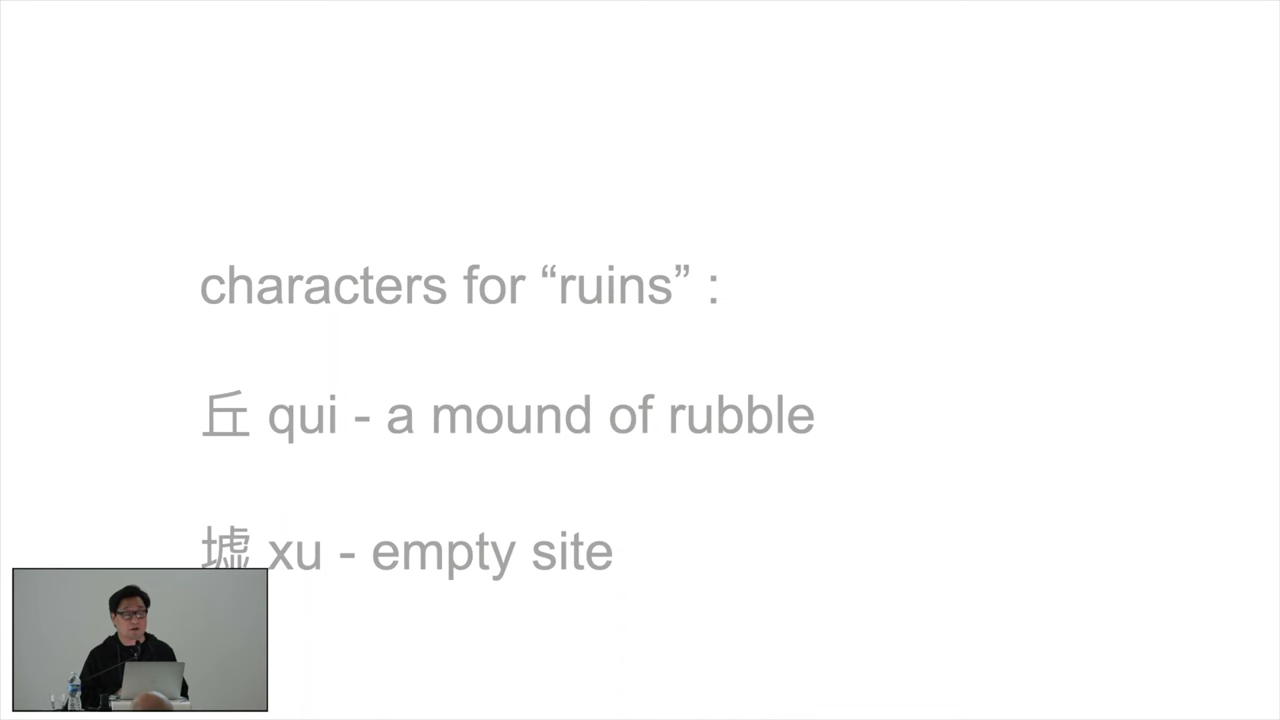 characters for “ruins” :
丘 qui - a mound of rubble
墟 xu - empty site